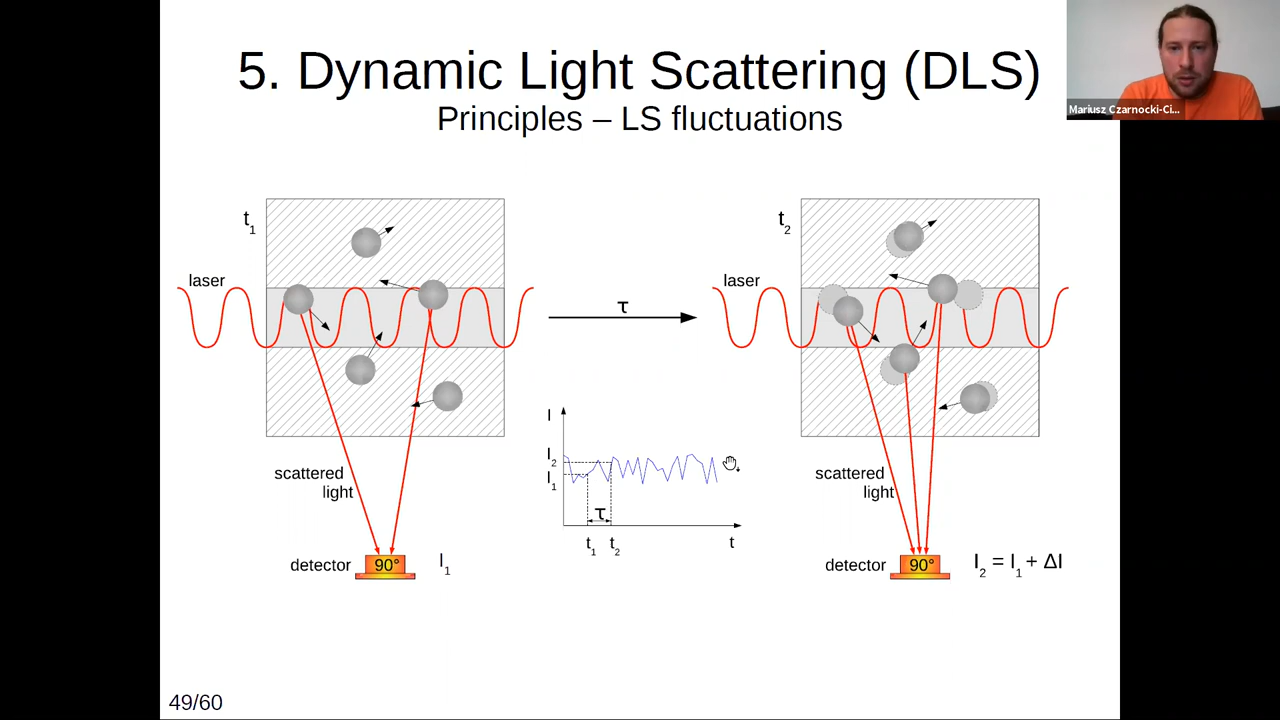 5. Dynamic Light Scattering (DLS)
Principles – LS fluctuations
Mariusz Czarnocki-Ci...
t1
laser
scattered
light
detector
90°
I1
τ
I
I2
I1
τ
t1 t2
t
t2
laser
scattered
light
detector
90°
I2 = I1 + ΔI
49/60